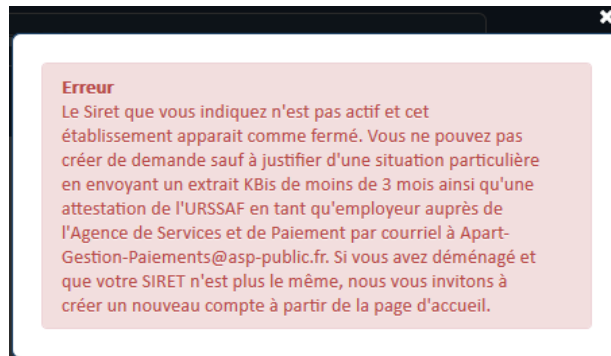 Erreur
Le Siret que vous indiquez n'est pas actif et cet
établissement apparait comme fermé. Vous ne pouvez pas
créer de demande sauf à justifier d'une situation particulière
en envoyant un extrait KBis de moins de 3 mois ainsi qu'une
attestation de l'URSSAF en tant qu'employeur auprès de
l'Agence de Services et de Paiement par courriel à Apart-
Gestion-Paiements@asp-public.fr. Si vous avez déménagé et
que votre SIRET n'est plus le même, nous vous invitons à
créer un nouveau compte à partir de la page d'accueil.